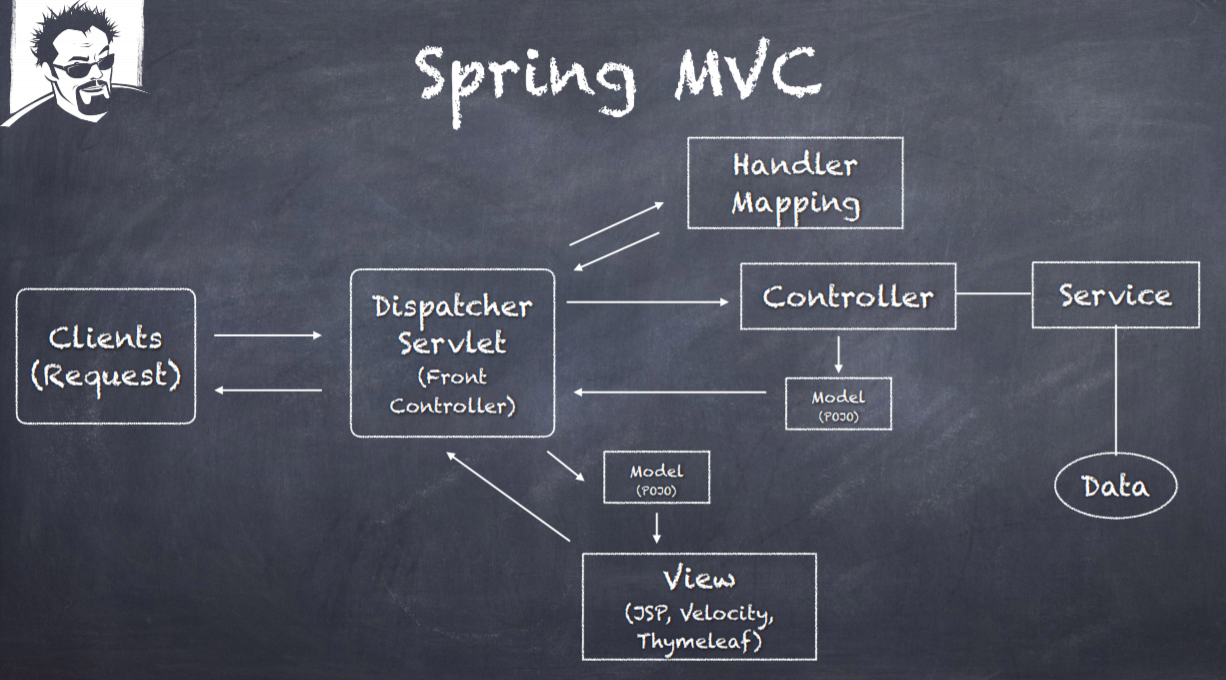 Spring MVC
Handler
Mapping
Clients
(Request)
Dispatcher
Servlet
(Front
Controller)
Controller
Service
Model
(POJO)
Model
(POJO)
Data
View
(JSP, Velocity,
Thymeleaf)